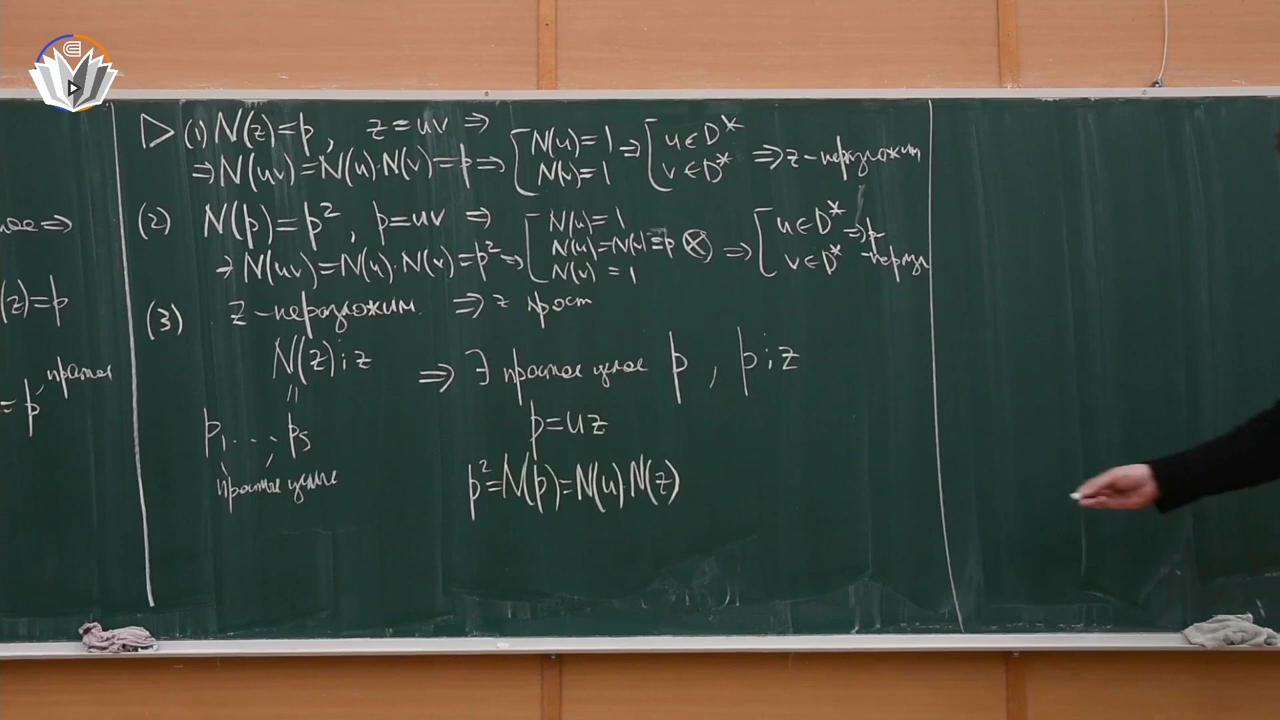 ное ⇒
(z)=p
= p, простое
▷ (1) N(z)=p, z=uv ⇒
⇒ N(uv)=N(u)·N(v)=p ⇒ [ N(u)=1 N(v)=1 ⇒ [ u∈D* v∈D* ⇒ z-неразложим
(2) N(p)=p², p=uv ⇒
⇒ N(uv)=N(u)·N(v)=p² ⇒ [ N(u)=1 N(u)=N(v)=p ⊗ N(v)=1 ⇒ [ u∈D* v∈D* ⇒ p -неразл
(3) z-неразложим. ⇒ z прост
N(z)⋮z ⇒ ∃ простое целое p, p⋮z
=
p₁ · … · pₛ
простые целые
p=uz
p²=N(p)=N(u)·N(z)